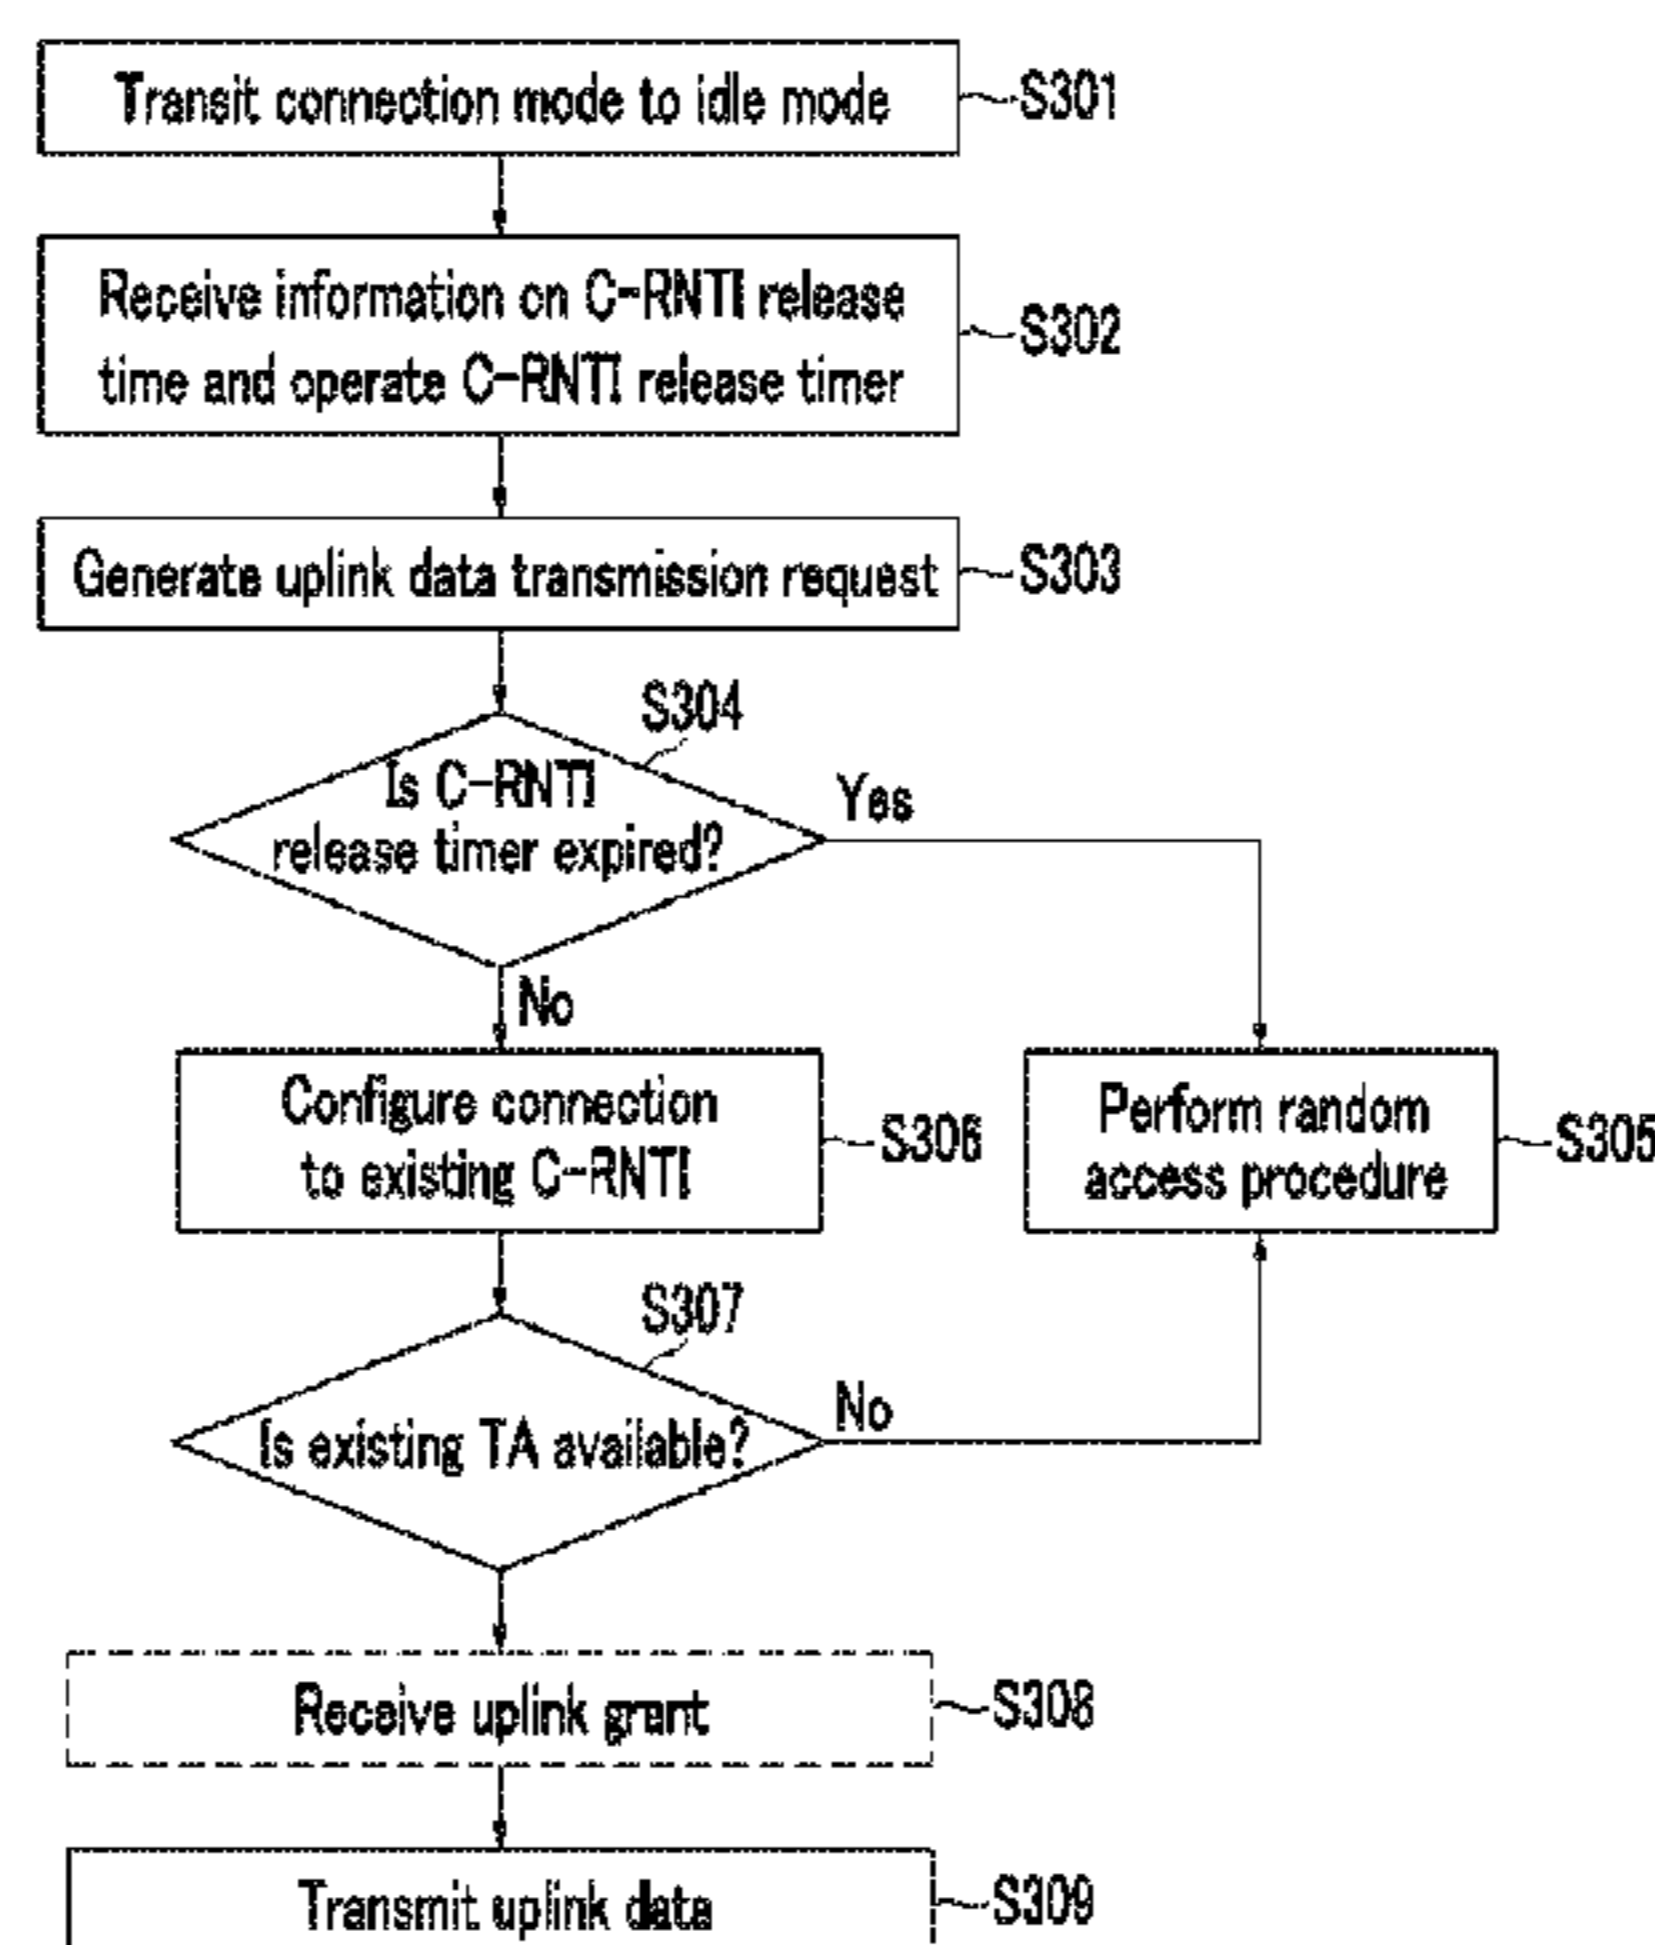 Transit connection mode to idle mode
S301
Receive information on C-RNTI release
time and operate C-RNTI release timer
S302
Generate uplink data transmission request
S303
S304
Is C-RNTI
release timer expired?
Yes
No
Configure connection
to existing C-RNTI
S306
Perform random
access procedure
S305
S307
Is existing TA available?
No
Receive uplink grant
S308
Transmit uplink data
S309